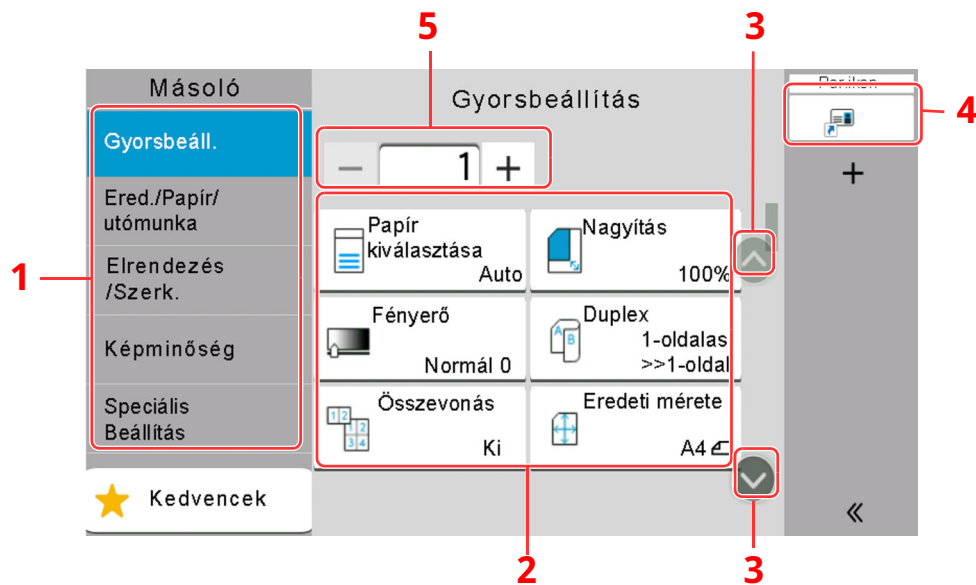 5
3
Másoló
Gyorsbeállítás
4
Gyorsbeáll.
1
Ered./Papír/
utómunka
Elrendezés
/Szerk.
Képminőség
Speciális
Beállítás
Kedvencek
1
Papír
kiválasztása
Auto
Nagyítás
100%
Fényerő
Normál 0
Duplex
1-oldalas
>>1-oldal
Összevonás
Ki
Eredeti mérete
A4
2
3